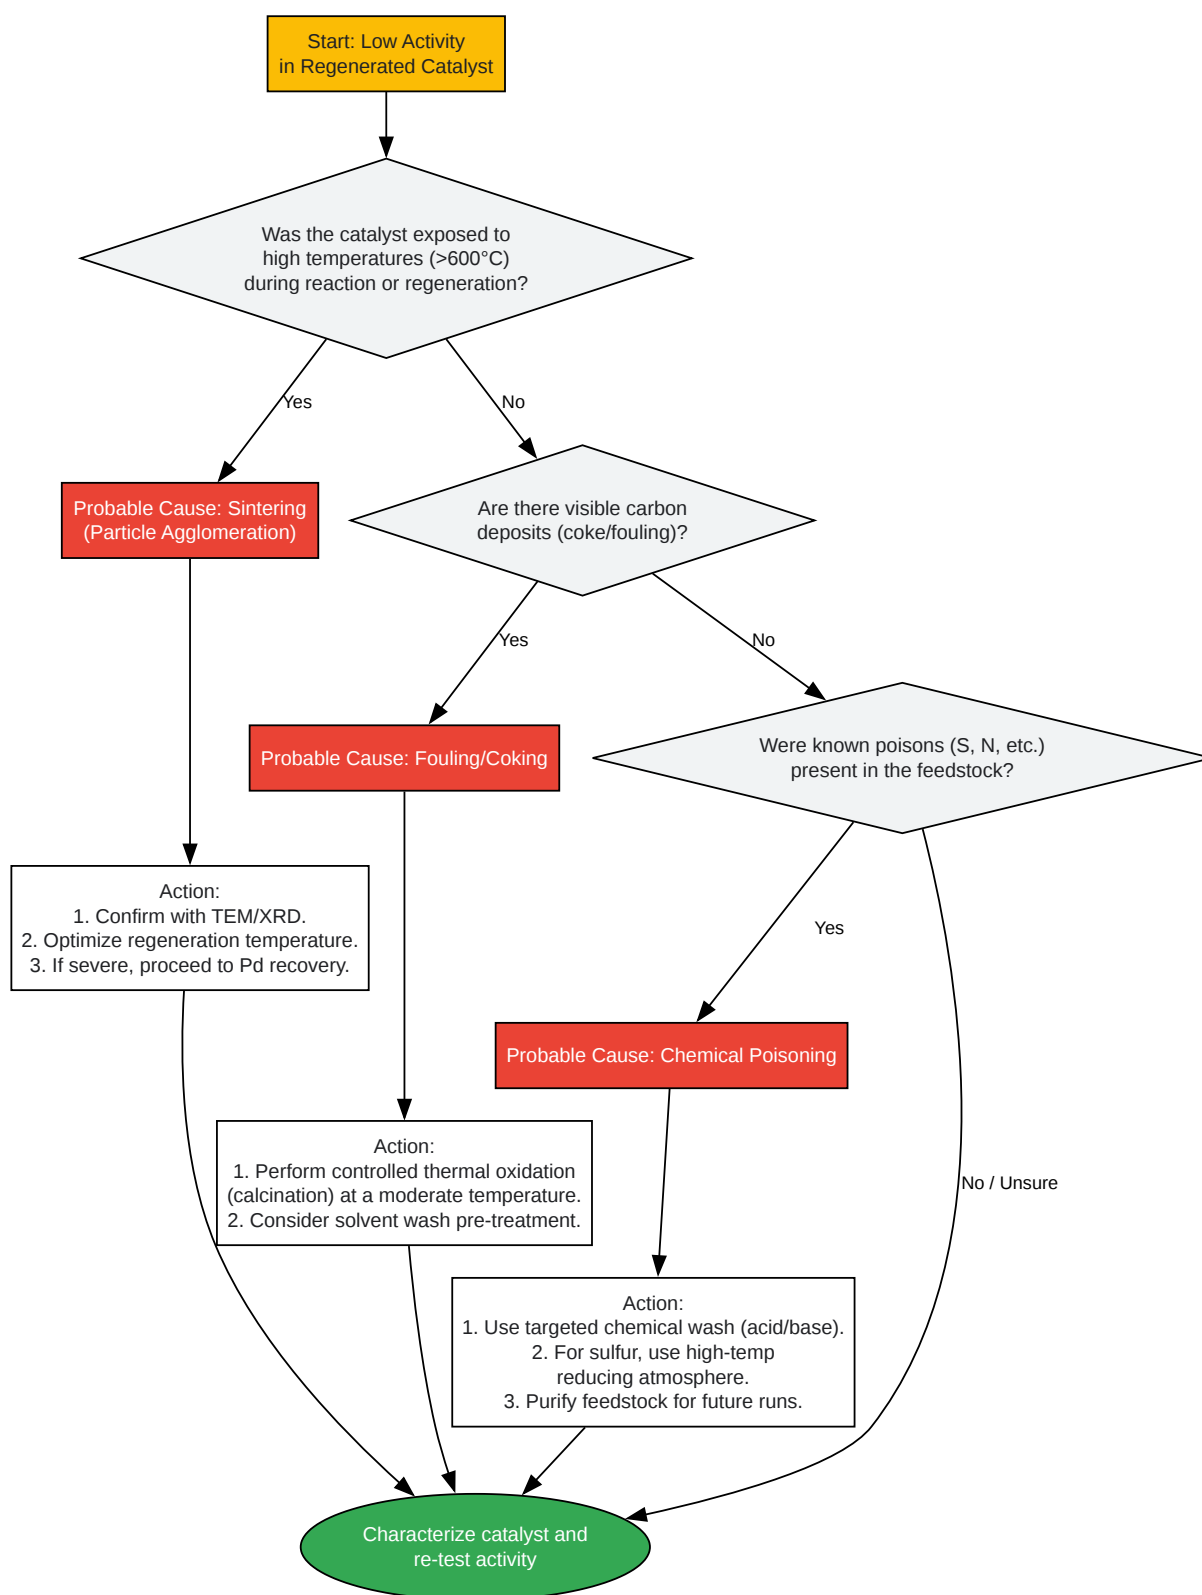 Start: Low Activity
in Regenerated Catalyst
Was the catalyst exposed to
high temperatures (>600°C)
during reaction or regeneration?
Yes
No
Probable Cause: Sintering
(Particle Agglomeration)
Are there visible carbon
deposits (coke/fouling)?
Yes
No
Probable Cause: Fouling/Coking
Were known poisons (S, N, etc.)
present in the feedstock?
Action:
1. Confirm with TEM/XRD.
2. Optimize regeneration temperature.
3. If severe, proceed to Pd recovery.
Yes
Probable Cause: Chemical Poisoning
Action:
1. Perform controlled thermal oxidation
(calcination) at a moderate temperature.
2. Consider solvent wash pre-treatment.
No / Unsure
Action:
1. Use targeted chemical wash (acid/base).
2. For sulfur, use high-temp
reducing atmosphere.
3. Purify feedstock for future runs.
Characterize catalyst and
re-test activity